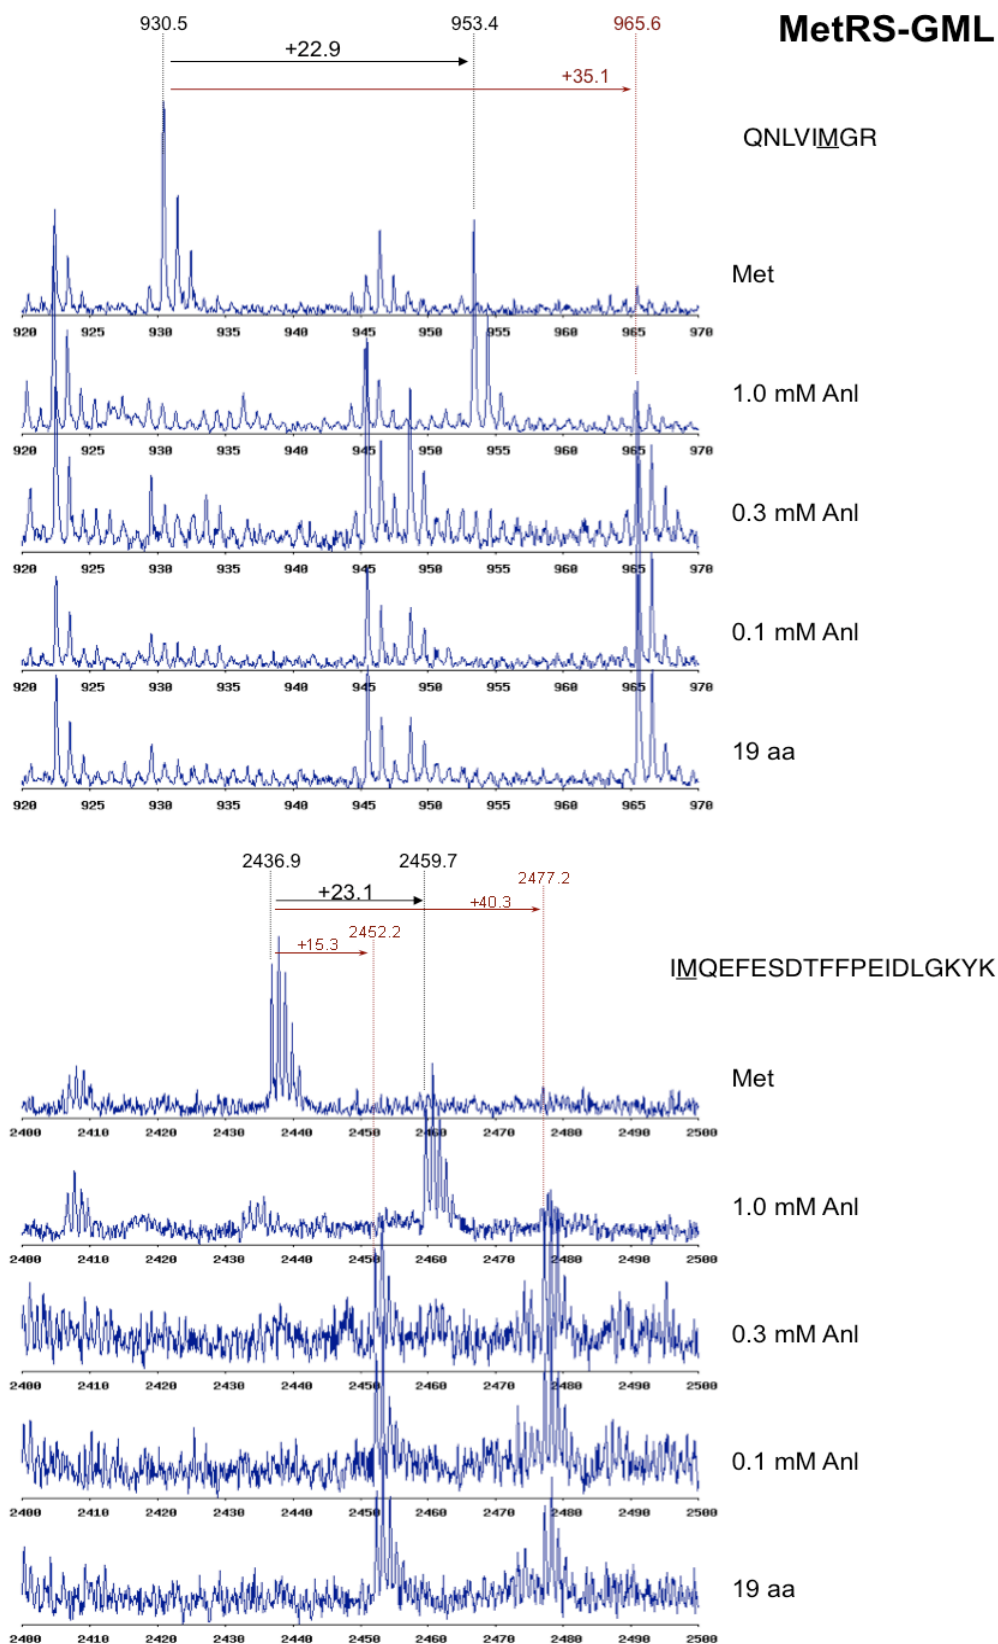 MetRS-GML
930.5 953.4 965.6
+22.9
+35.1
QNLVIMGR
Met
920 925 930 935 940 945 950 955 960 965 970
1.0 mM Anl
920 925 930 935 940 945 950 955 960 965 970
0.3 mM Anl
920 925 930 935 940 945 950 955 960 965 970
0.1 mM Anl
920 925 930 935 940 945 950 955 960 965 970
19 aa
920 925 930 935 940 945 950 955 960 965 970
2436.9 2459.7
2477.2
+23.1
+40.3
2452.2
+15.3
IMQEFESDTFFPEIDLGKYK
Met
2400 2410 2420 2430 2440 2450 2460 2470 2480 2490 2500
1.0 mM Anl
2400 2410 2420 2430 2440 2450 2460 2470 2480 2490 2500
0.3 mM Anl
2400 2410 2420 2430 2440 2450 2460 2470 2480 2490 2500
0.1 mM Anl
2400 2410 2420 2430 2440 2450 2460 2470 2480 2490 2500
19 aa
2400 2410 2420 2430 2440 2450 2460 2470 2480 2490 2500